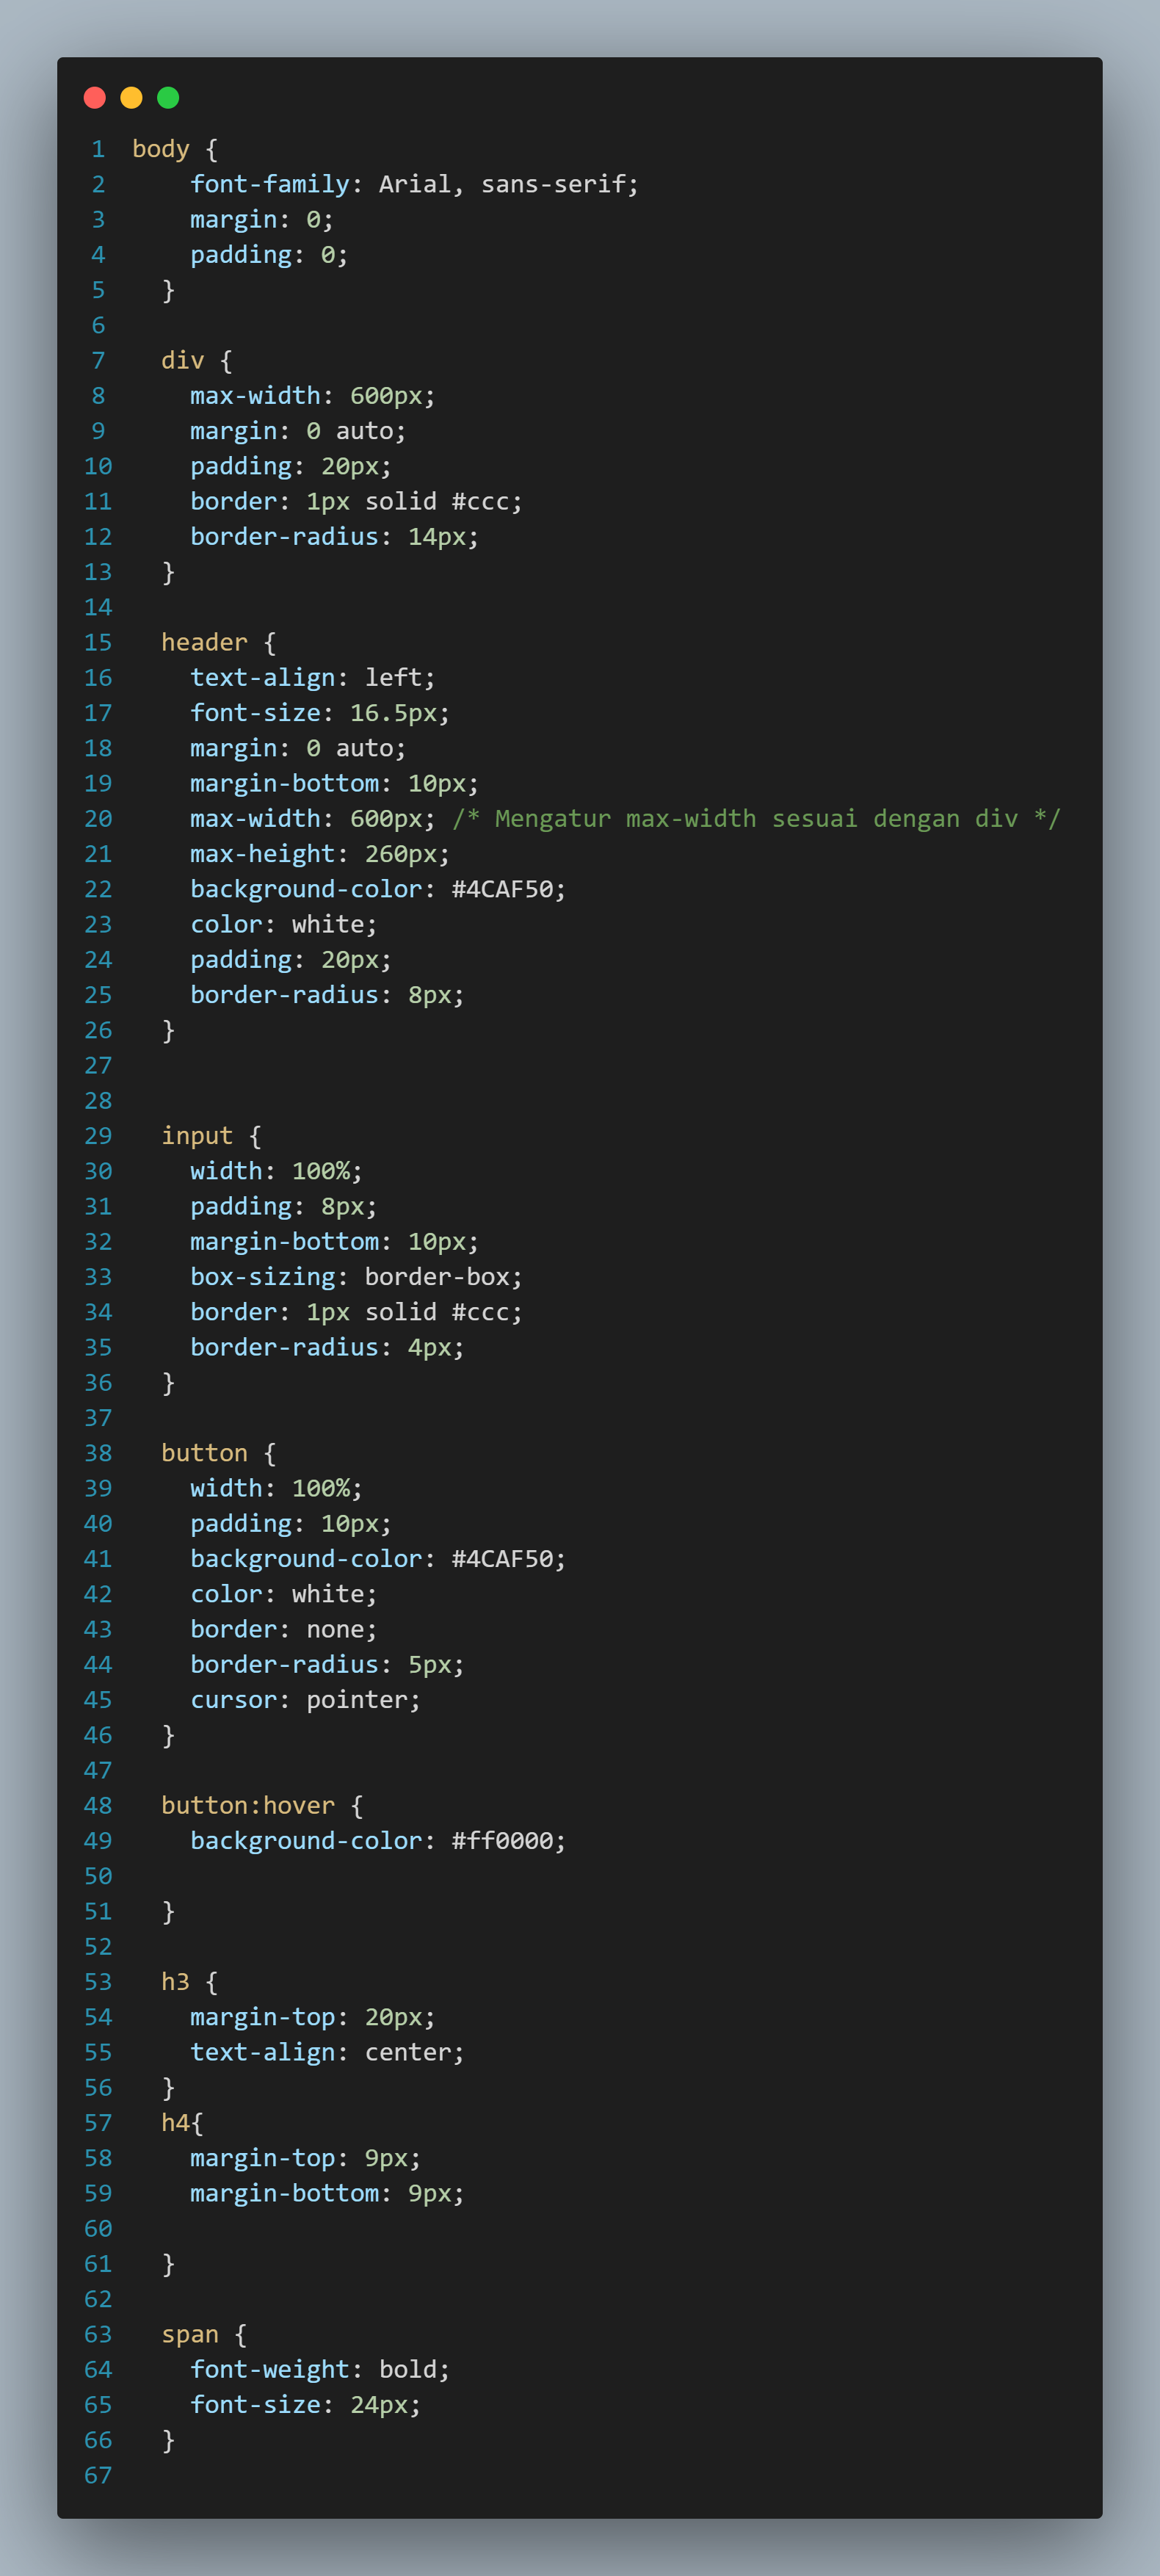 1 body {
2     font-family: Arial, sans-serif;
3     margin: 0;
4     padding: 0;
5   }
6
7   div {
8     max-width: 600px;
9     margin: 0 auto;
10     padding: 20px;
11     border: 1px solid #ccc;
12     border-radius: 14px;
13   }
14
15   header {
16     text-align: left;
17     font-size: 16.5px;
18     margin: 0 auto;
19     margin-bottom: 10px;
20     max-width: 600px; /* Mengatur max-width sesuai dengan div */
21     max-height: 260px;
22     background-color: #4CAF50;
23     color: white;
24     padding: 20px;
25     border-radius: 8px;
26   }
27
28
29   input {
30     width: 100%;
31     padding: 8px;
32     margin-bottom: 10px;
33     box-sizing: border-box;
34     border: 1px solid #ccc;
35     border-radius: 4px;
36   }
37
38   button {
39     width: 100%;
40     padding: 10px;
41     background-color: #4CAF50;
42     color: white;
43     border: none;
44     border-radius: 5px;
45     cursor: pointer;
46   }
47
48   button:hover {
49     background-color: #ff0000;
50
51   }
52
53   h3 {
54     margin-top: 20px;
55     text-align: center;
56   }
57   h4{
58     margin-top: 9px;
59     margin-bottom: 9px;
60
61   }
62
63   span {
64     font-weight: bold;
65     font-size: 24px;
66   }
67